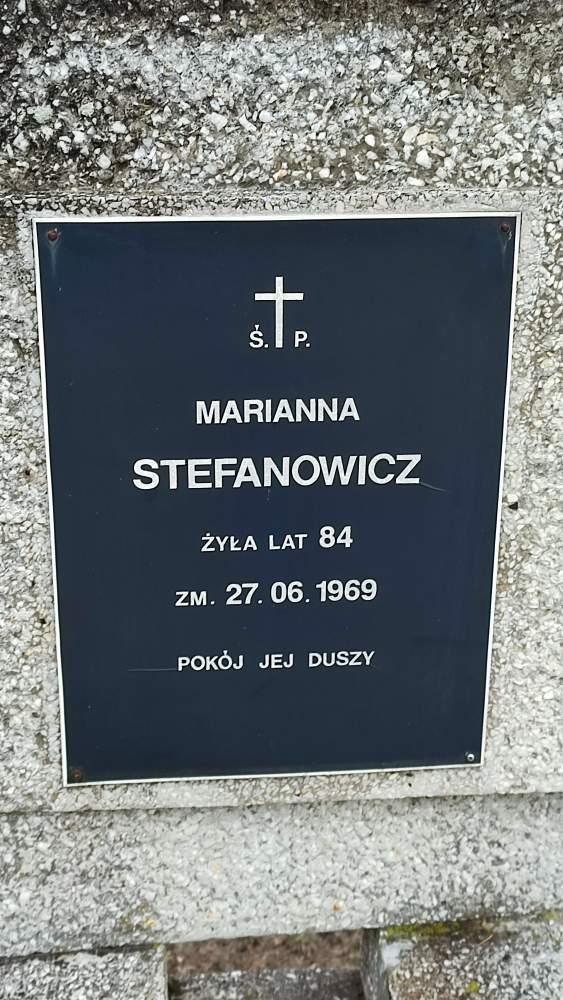 Ś. P.
MARIANNA
STEFANOWICZ
ŻYŁA LAT 84
ZM. 27. 06. 1969
POKÓJ JEJ DUSZY